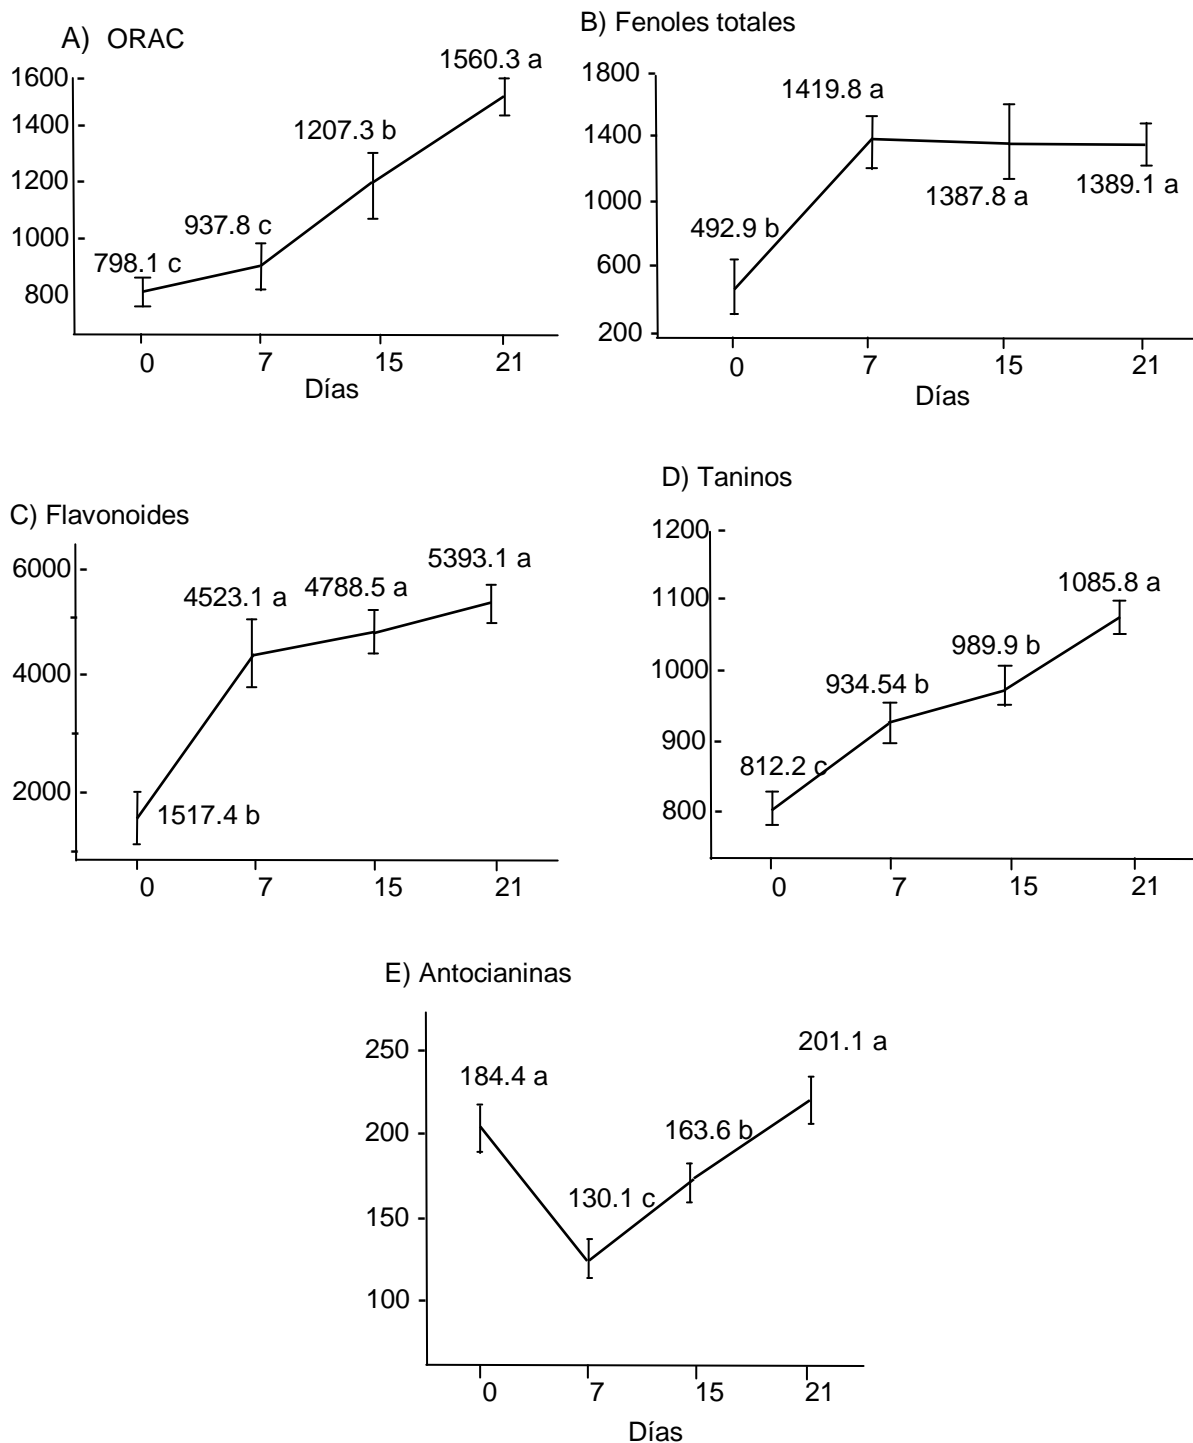 A) ORAC
1600
1400
1200
1000
800
798.1 c
937.8 c
1207.3 b
1560.3 a
0 7 15 21
Días
B) Fenoles totales
1800
1400
1000
600
200
492.9 b
1419.8 a
1387.8 a
1389.1 a
0 7 15 21
Días
C) Flavonoides
6000
4000
2000
1517.4 b
4523.1 a
4788.5 a
5393.1 a
0 7 15 21
D) Taninos
1200
1100
1000
900
800
812.2 c
934.54 b
989.9 b
1085.8 a
0 7 15 21
E) Antocianinas
250
200
150
100
184.4 a
130.1 c
163.6 b
201.1 a
0 7 15 21
Días